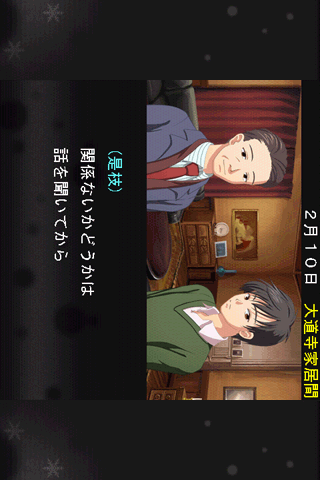 ２月１０日　大道寺家居間
（是枝）
関係ないかどうかは
話を聞いてから